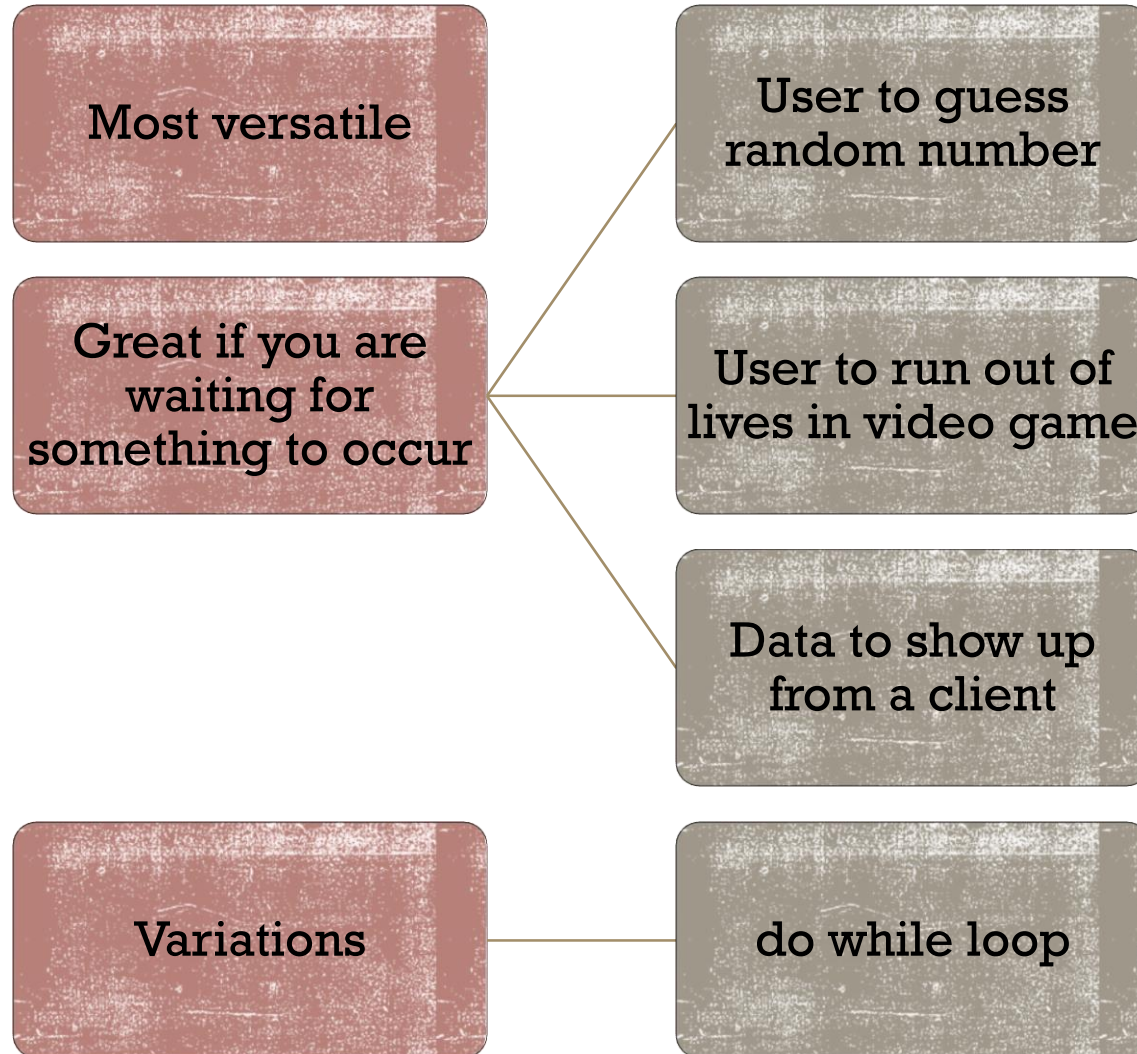 Most versatile
Great if you are
waiting for
something to occur
User to guess
random number
User to run out of
lives in video game
Data to show up
from a client
Variations
do while loop